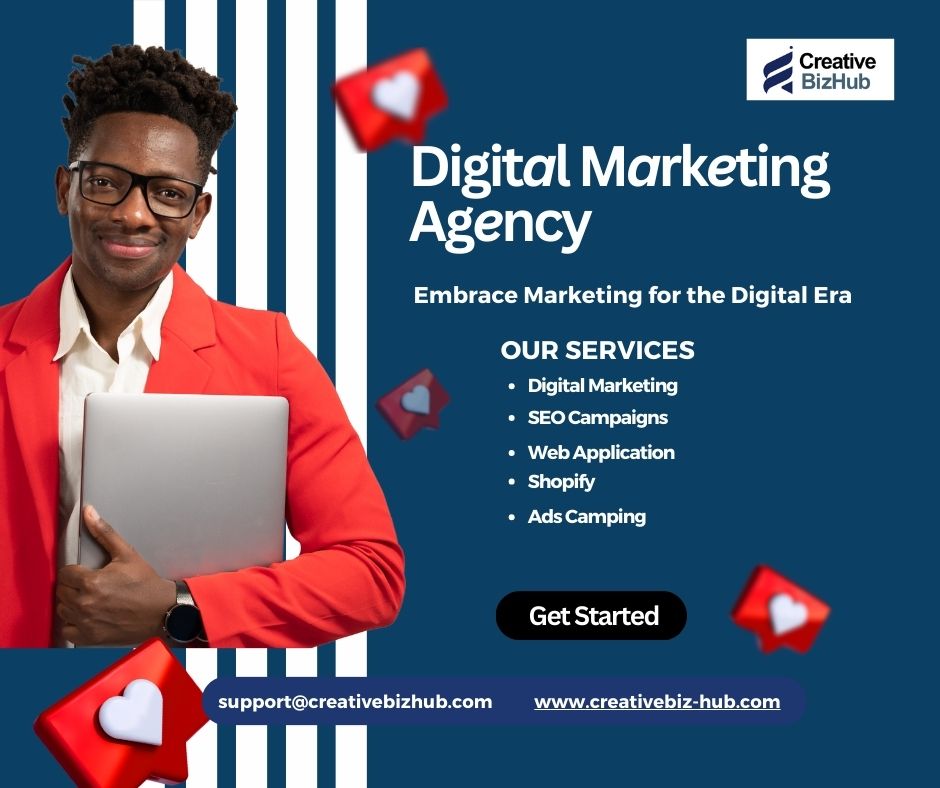 Creative
BizHub
Digital Marketing
Agency
Embrace Marketing for the Digital Era
OUR SERVICES
• Digital Marketing
• SEO Campaigns
• Web Application
• Shopify
• Ads Camping
Get Started
support@creativebizhub.com www.creativebiz-hub.com